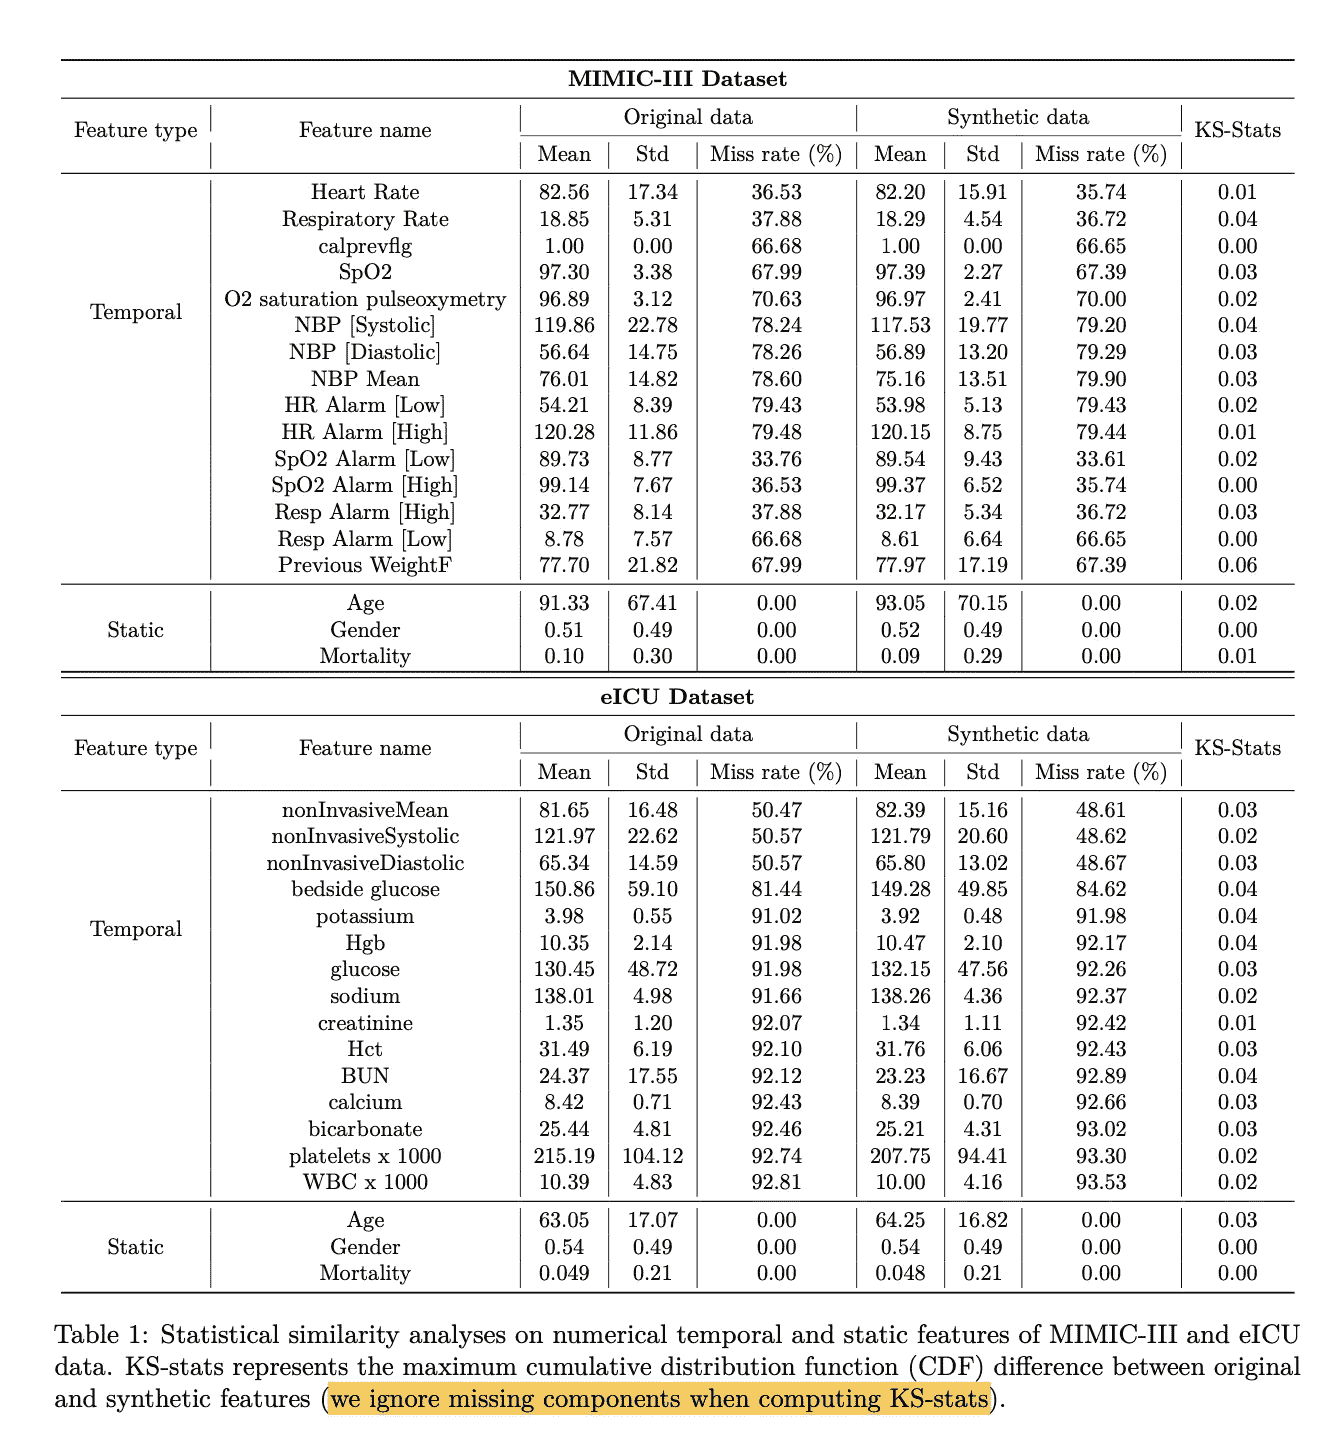 MIMIC-III Dataset
Feature type Feature name Original data Synthetic data KS-Stats
Mean Std Miss rate (%) Mean Std Miss rate (%)
Temporal
Heart Rate 82.56 17.34 36.53 82.20 15.91 35.74 0.01
Respiratory Rate 18.85 5.31 37.88 18.29 4.54 36.72 0.04
calprevflg 1.00 0.00 66.68 1.00 0.00 66.65 0.00
SpO2 97.30 3.38 67.99 97.39 2.27 67.39 0.03
O2 saturation pulseoxymetry 96.89 3.12 70.63 96.97 2.41 70.00 0.02
NBP [Systolic] 119.86 22.78 78.24 117.53 19.77 79.20 0.04
NBP [Diastolic] 56.64 14.75 78.26 56.89 13.20 79.29 0.03
NBP Mean 76.01 14.82 78.60 75.16 13.51 79.90 0.03
HR Alarm [Low] 54.21 8.39 79.43 53.98 5.13 79.43 0.02
HR Alarm [High] 120.28 11.86 79.48 120.15 8.75 79.44 0.01
SpO2 Alarm [Low] 89.73 8.77 33.76 89.54 9.43 33.61 0.02
SpO2 Alarm [High] 99.14 7.67 36.53 99.37 6.52 35.74 0.00
Resp Alarm [High] 32.77 8.14 37.88 32.17 5.34 36.72 0.03
Resp Alarm [Low] 8.78 7.57 66.68 8.61 6.64 66.65 0.00
Previous WeightF 77.70 21.82 67.99 77.97 17.19 67.39 0.06
Static
Age 91.33 67.41 0.00 93.05 70.15 0.00 0.02
Gender 0.51 0.49 0.00 0.52 0.49 0.00 0.00
Mortality 0.10 0.30 0.00 0.09 0.29 0.00 0.01
eICU Dataset
Feature type Feature name Original data Synthetic data KS-Stats
Mean Std Miss rate (%) Mean Std Miss rate (%)
Temporal
nonInvasiveMean 81.65 16.48 50.47 82.39 15.16 48.61 0.03
nonInvasiveSystolic 121.97 22.62 50.57 121.79 20.60 48.62 0.02
nonInvasiveDiastolic 65.34 14.59 50.57 65.80 13.02 48.67 0.03
bedside glucose 150.86 59.10 81.44 149.28 49.85 84.62 0.04
potassium 3.98 0.55 91.02 3.92 0.48 91.98 0.04
Hgb 10.35 2.14 91.98 10.47 2.10 92.17 0.04
glucose 130.45 48.72 91.98 132.15 47.56 92.26 0.03
sodium 138.01 4.98 91.66 138.26 4.36 92.37 0.02
creatinine 1.35 1.20 92.07 1.34 1.11 92.42 0.01
Hct 31.49 6.19 92.10 31.76 6.06 92.43 0.03
BUN 24.37 17.55 92.12 23.23 16.67 92.89 0.04
calcium 8.42 0.71 92.43 8.39 0.70 92.66 0.03
bicarbonate 25.44 4.81 92.46 25.21 4.31 93.02 0.03
platelets x 1000 215.19 104.12 92.74 207.75 94.41 93.30 0.02
WBC x 1000 10.39 4.83 92.81 10.00 4.16 93.53 0.02
Static
Age 63.05 17.07 0.00 64.25 16.82 0.00 0.03
Gender 0.54 0.49 0.00 0.54 0.49 0.00 0.00
Mortality 0.049 0.21 0.00 0.048 0.21 0.00 0.00
Table 1: Statistical similarity analyses on numerical temporal and static features of MIMIC-III and eICU
data. KS-stats represents the maximum cumulative distribution function (CDF) difference between original
and synthetic features (we ignore missing components when computing KS-stats).